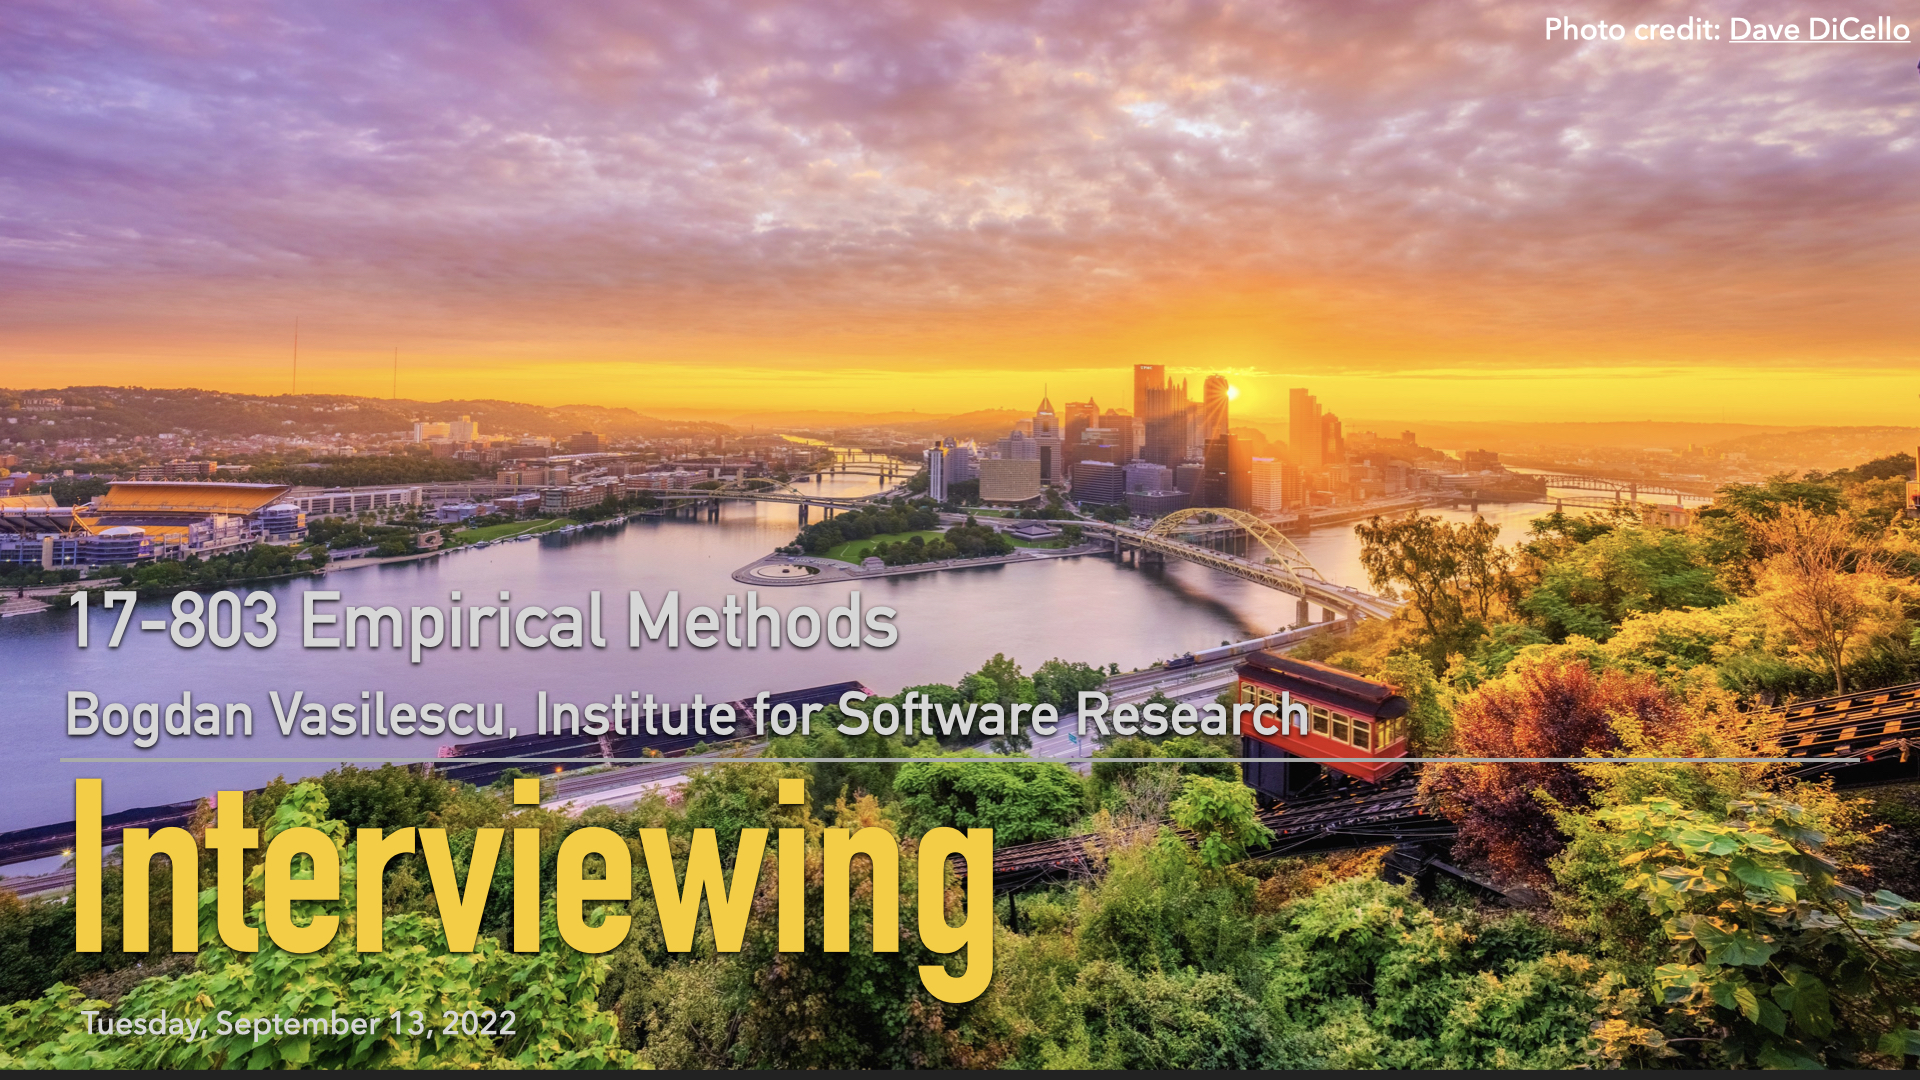 Photo credit: Dave DiCello
17-803 Empirical Methods
Bogdan Vasilescu, Institute for Software Research
Interviewing
Tuesday, September 13, 2022